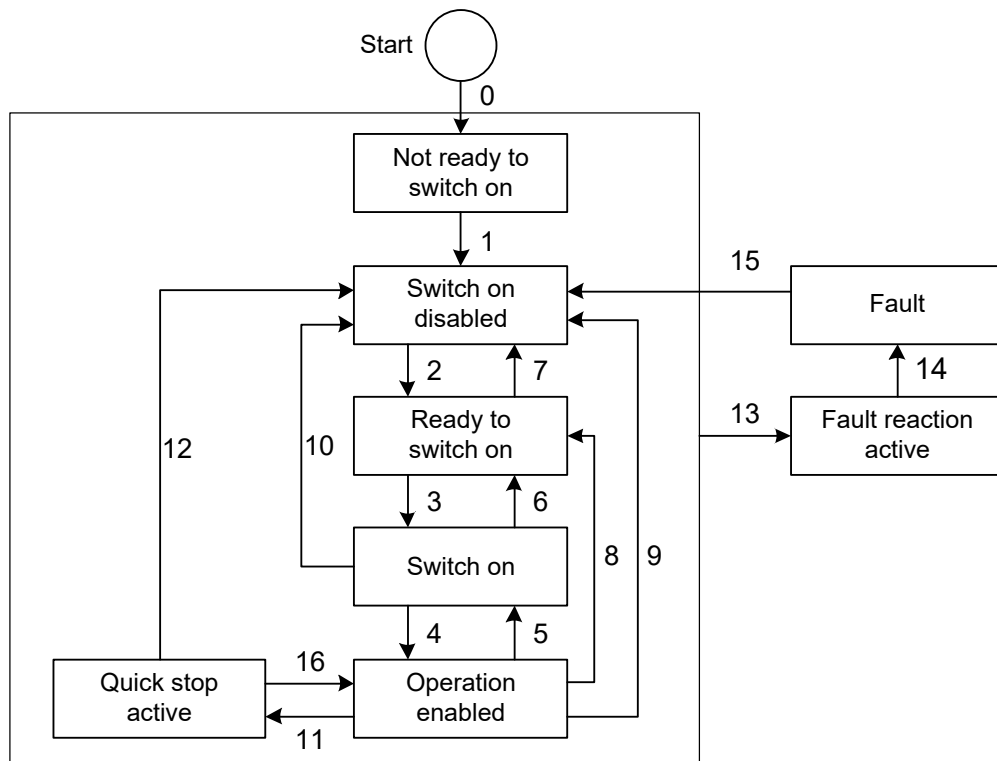 Start
0
Not ready to
switch on
1
Switch on
disabled
15
Fault
2
7
14
12
10
Ready to
switch on
13
Fault reaction
active
3
6
8
9
Switch on
4
5
Quick stop
active
16
11
Operation
enabled